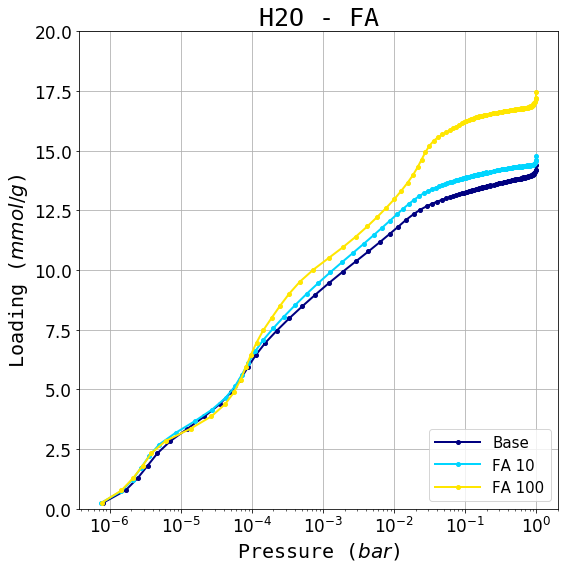 H2O - FA
20.0
17.5
15.0
12.5
10.0
7.5
5.0
2.5
0.0
Loading (mmol/g)
Base
FA 10
FA 100
10⁻⁶ 10⁻⁵ 10⁻⁴ 10⁻³ 10⁻² 10⁻¹ 10⁰
Pressure (bar)